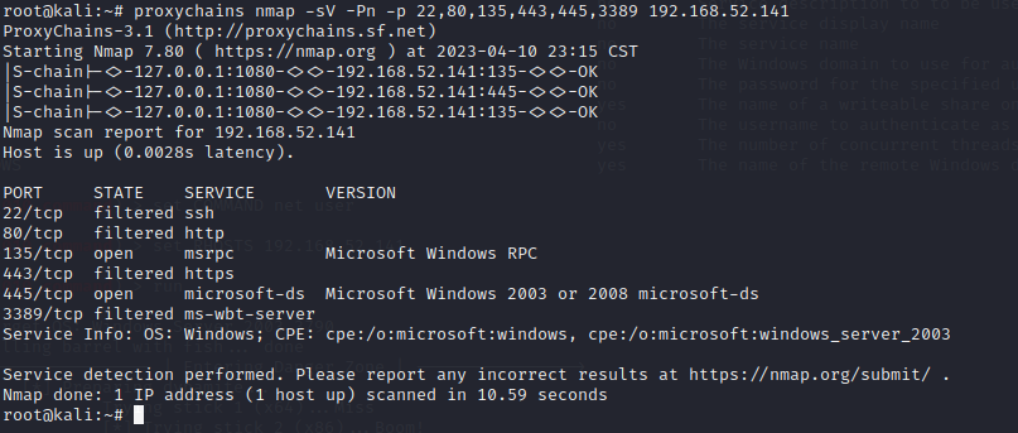 root@kali:~# proxychains nmap -sV -Pn -p 22,80,135,443,445,3389 192.168.52.141
ProxyChains-3.1 (http://proxychains.sf.net)
Starting Nmap 7.80 ( https://nmap.org ) at 2023-04-10 23:15 CST
|S-chain|-<>-127.0.0.1:1080-<><>-192.168.52.141:135-<><>-OK
|S-chain|-<>-127.0.0.1:1080-<><>-192.168.52.141:445-<><>-OK
|S-chain|-<>-127.0.0.1:1080-<><>-192.168.52.141:135-<><>-OK
Nmap scan report for 192.168.52.141
Host is up (0.0028s latency).
PORT     STATE    SERVICE       VERSION
22/tcp   filtered ssh
80/tcp   filtered http
135/tcp  open     msrpc         Microsoft Windows RPC
443/tcp  filtered https
445/tcp  open     microsoft-ds  Microsoft Windows 2003 or 2008 microsoft-ds
3389/tcp filtered ms-wbt-server
Service Info: OS: Windows; CPE: cpe:/o:microsoft:windows, cpe:/o:microsoft:windows_server_2003
Service detection performed. Please report any incorrect results at https://nmap.org/submit/ .
Nmap done: 1 IP address (1 host up) scanned in 10.59 seconds
root@kali:~#